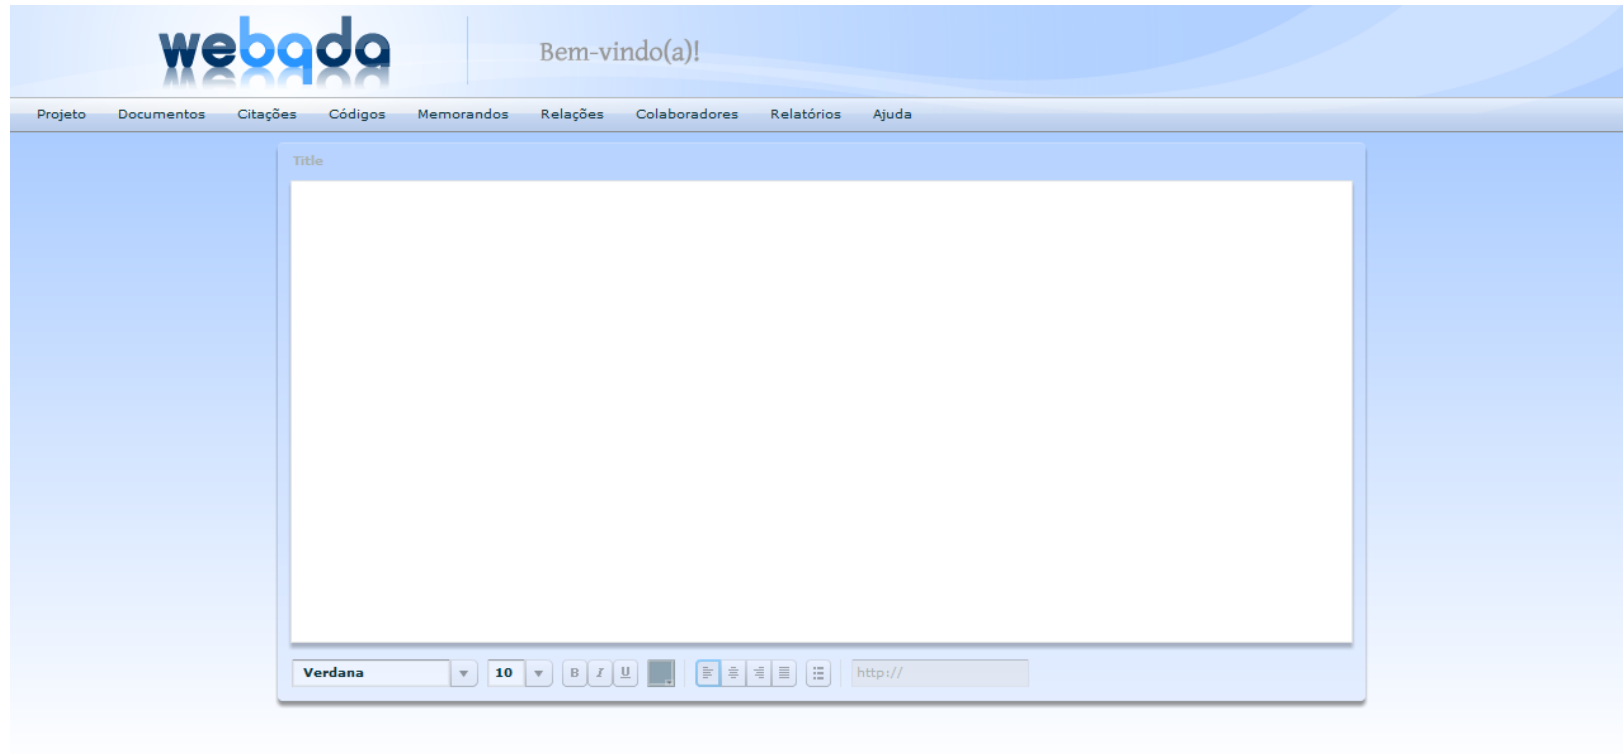 webqda
Bem-vindo(a)!
Projeto Documentos Citações Códigos Memorandos Relações Colaboradores Relatórios Ajuda
Title
Verdana 10 B I U http://